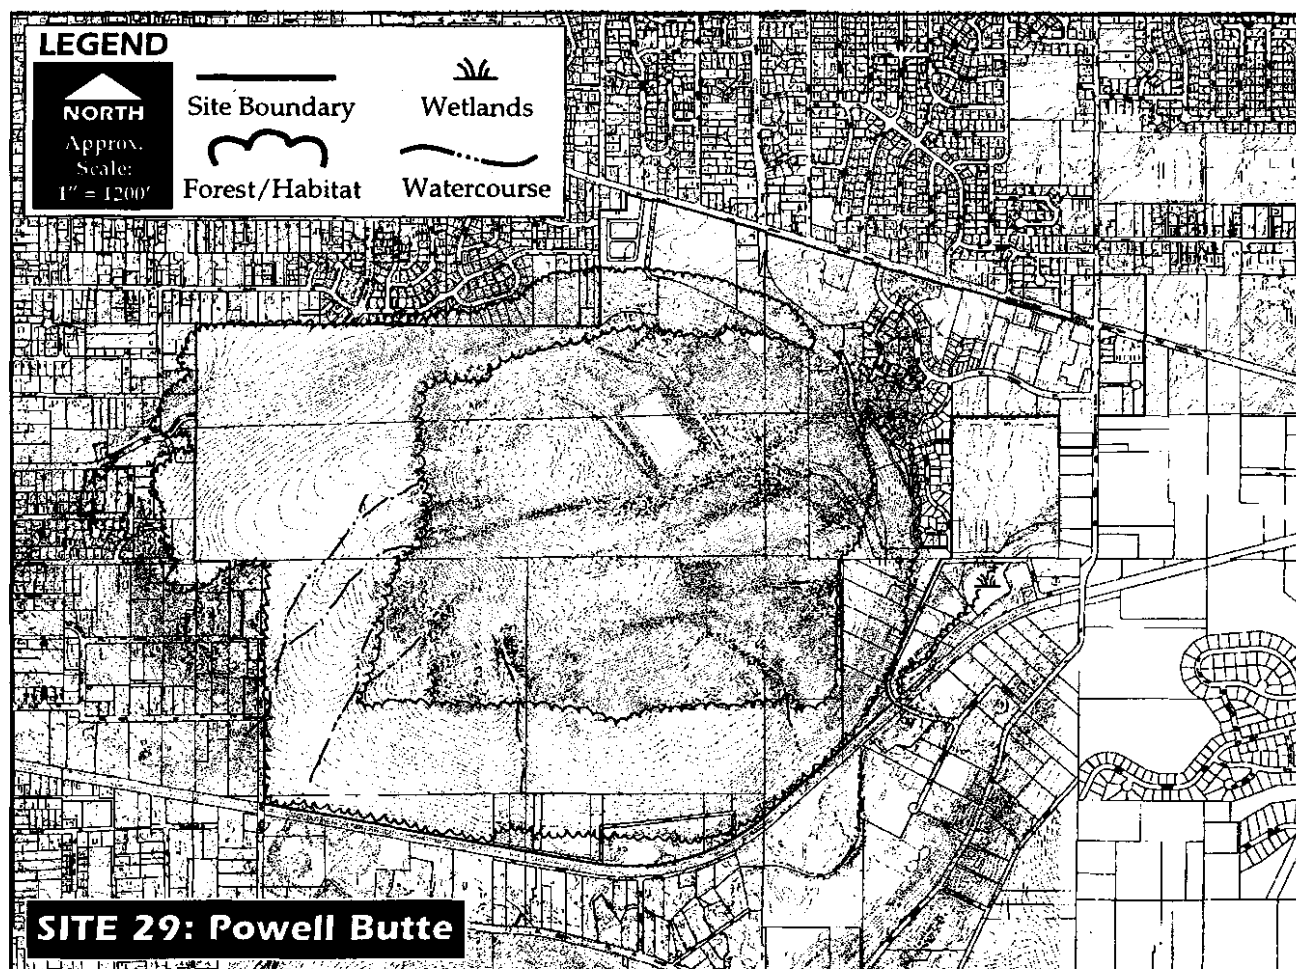 LEGEND
NORTH
Approx.
Scale:
1" = 1200'
Site Boundary
Wetlands
Forest/Habitat
Watercourse
SITE 29: Powell Butte